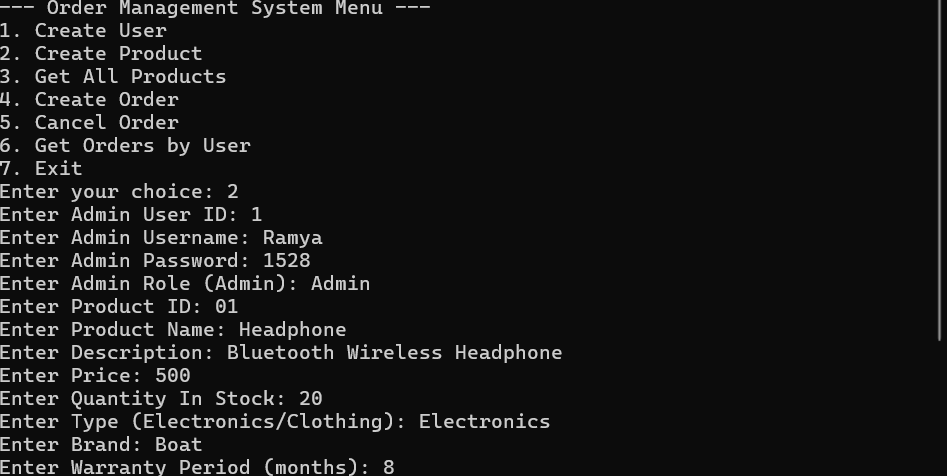 --- Order Management System Menu ---
1. Create User
2. Create Product
3. Get All Products
4. Create Order
5. Cancel Order
6. Get Orders by User
7. Exit
Enter your choice: 2
Enter Admin User ID: 1
Enter Admin Username: Ramya
Enter Admin Password: 1528
Enter Admin Role (Admin): Admin
Enter Product ID: 01
Enter Product Name: Headphone
Enter Description: Bluetooth Wireless Headphone
Enter Price: 500
Enter Quantity In Stock: 20
Enter Type (Electronics/Clothing): Electronics
Enter Brand: Boat
Enter Warranty Period (months): 8